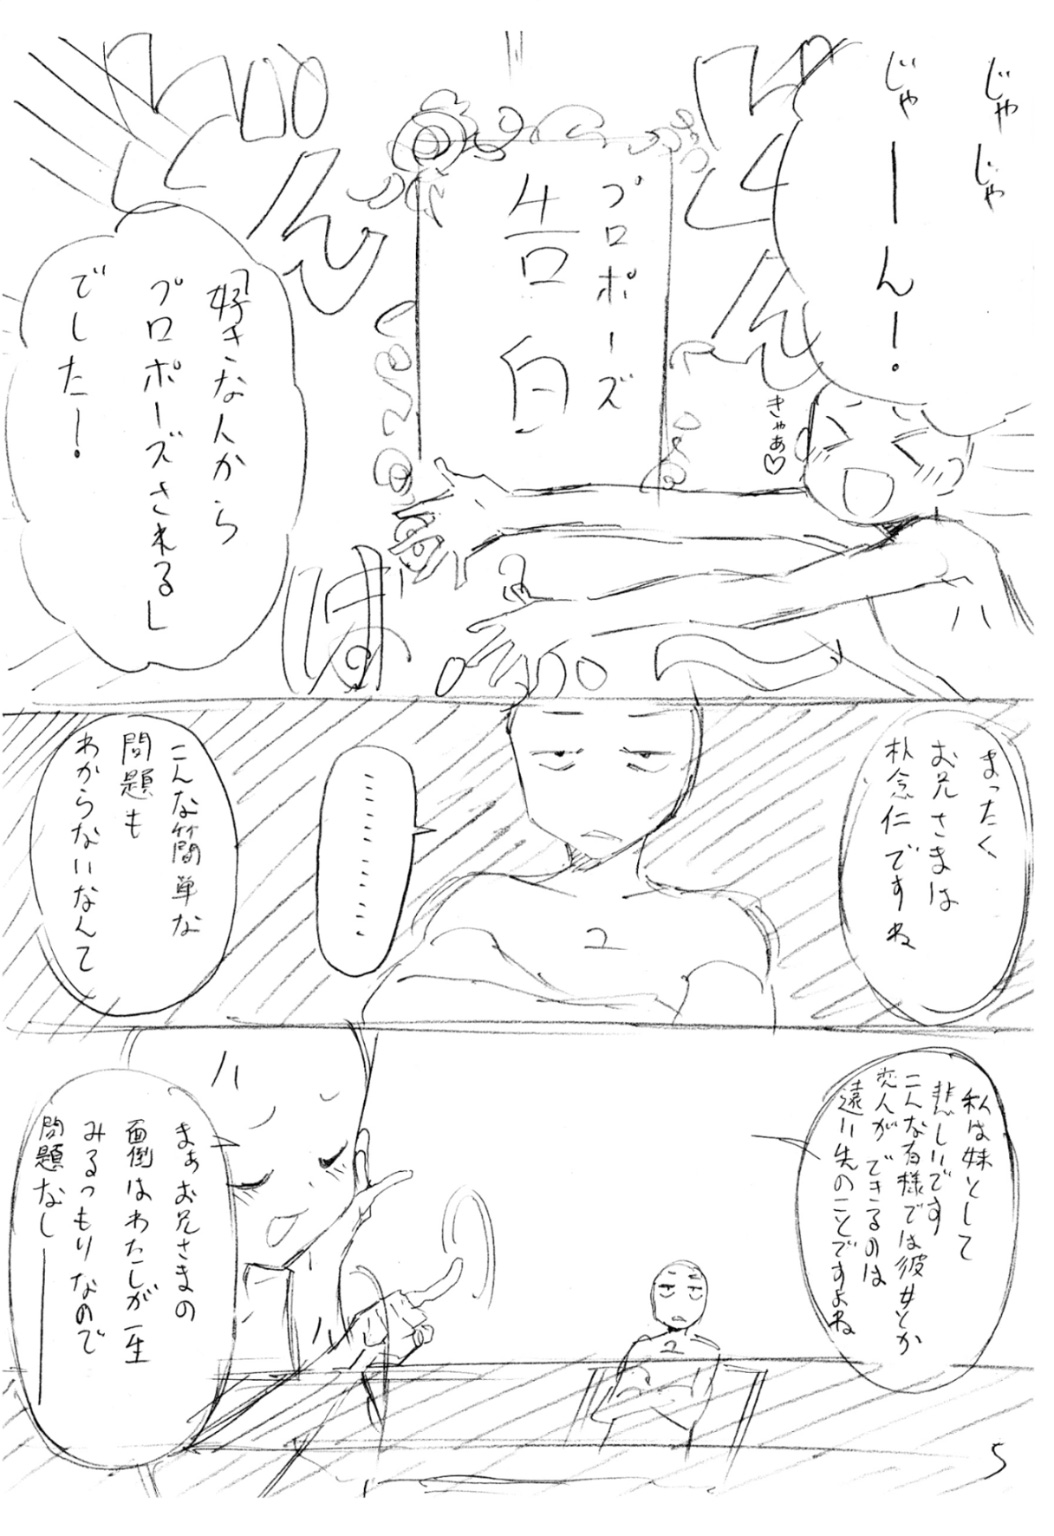 じゃじゃ
じゃーん！
どどん
プロポーズ
告白
どどん
きゃあ♡
好きな人から
プロポーズされる」
でしたー！
ば
まったく
お兄さまは
朴念仁ですね
…………
こんな簡単な
問題も
わからないなんて
2
私は妹として
悲しいです
こんな有様では彼女とか
恋人ができるのは
遠い先のことですよね
まぁお兄さまの
面倒はわたしが一生
みるつもりなので
問題なし――
2
5